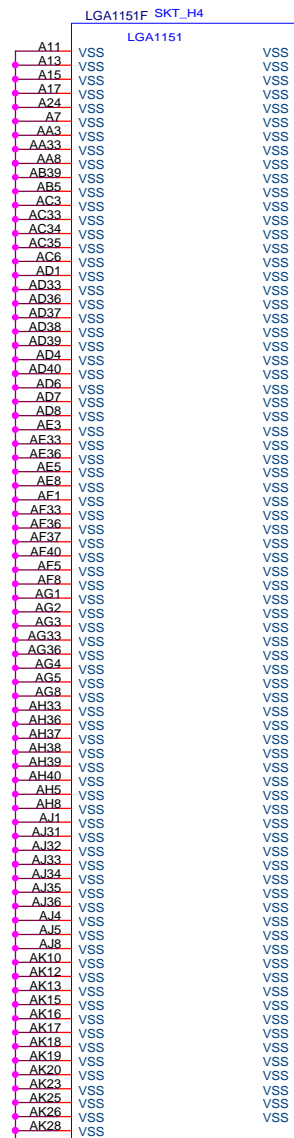 LGA1151F SKT_H4
LGA1151
A11 VSS VSS
A13 VSS VSS
A15 VSS VSS
A17 VSS VSS
A24 VSS VSS
A7 VSS VSS
AA3 VSS VSS
AA33 VSS VSS
AA8 VSS VSS
AB39 VSS VSS
AB5 VSS VSS
AC3 VSS VSS
AC33 VSS VSS
AC34 VSS VSS
AC35 VSS VSS
AC6 VSS VSS
AD1 VSS VSS
AD33 VSS VSS
AD36 VSS VSS
AD37 VSS VSS
AD38 VSS VSS
AD39 VSS VSS
AD4 VSS VSS
AD40 VSS VSS
AD6 VSS VSS
AD7 VSS VSS
AD8 VSS VSS
AE3 VSS VSS
AE33 VSS VSS
AE36 VSS VSS
AE5 VSS VSS
AE8 VSS VSS
AF1 VSS VSS
AF33 VSS VSS
AF36 VSS VSS
AF37 VSS VSS
AF40 VSS VSS
AF5 VSS VSS
AF8 VSS VSS
AG1 VSS VSS
AG2 VSS VSS
AG3 VSS VSS
AG33 VSS VSS
AG36 VSS VSS
AG4 VSS VSS
AG5 VSS VSS
AG8 VSS VSS
AH33 VSS VSS
AH36 VSS VSS
AH37 VSS VSS
AH38 VSS VSS
AH39 VSS VSS
AH40 VSS VSS
AH5 VSS VSS
AH8 VSS VSS
AJ1 VSS VSS
AJ31 VSS VSS
AJ32 VSS VSS
AJ33 VSS VSS
AJ34 VSS VSS
AJ35 VSS VSS
AJ36 VSS VSS
AJ4 VSS VSS
AJ5 VSS VSS
AJ8 VSS VSS
AK10 VSS VSS
AK12 VSS VSS
AK13 VSS VSS
AK15 VSS VSS
AK16 VSS VSS
AK17 VSS VSS
AK18 VSS VSS
AK19 VSS VSS
AK20 VSS VSS
AK23 VSS VSS
AK25 VSS VSS
AK26 VSS VSS
AK28 VSS